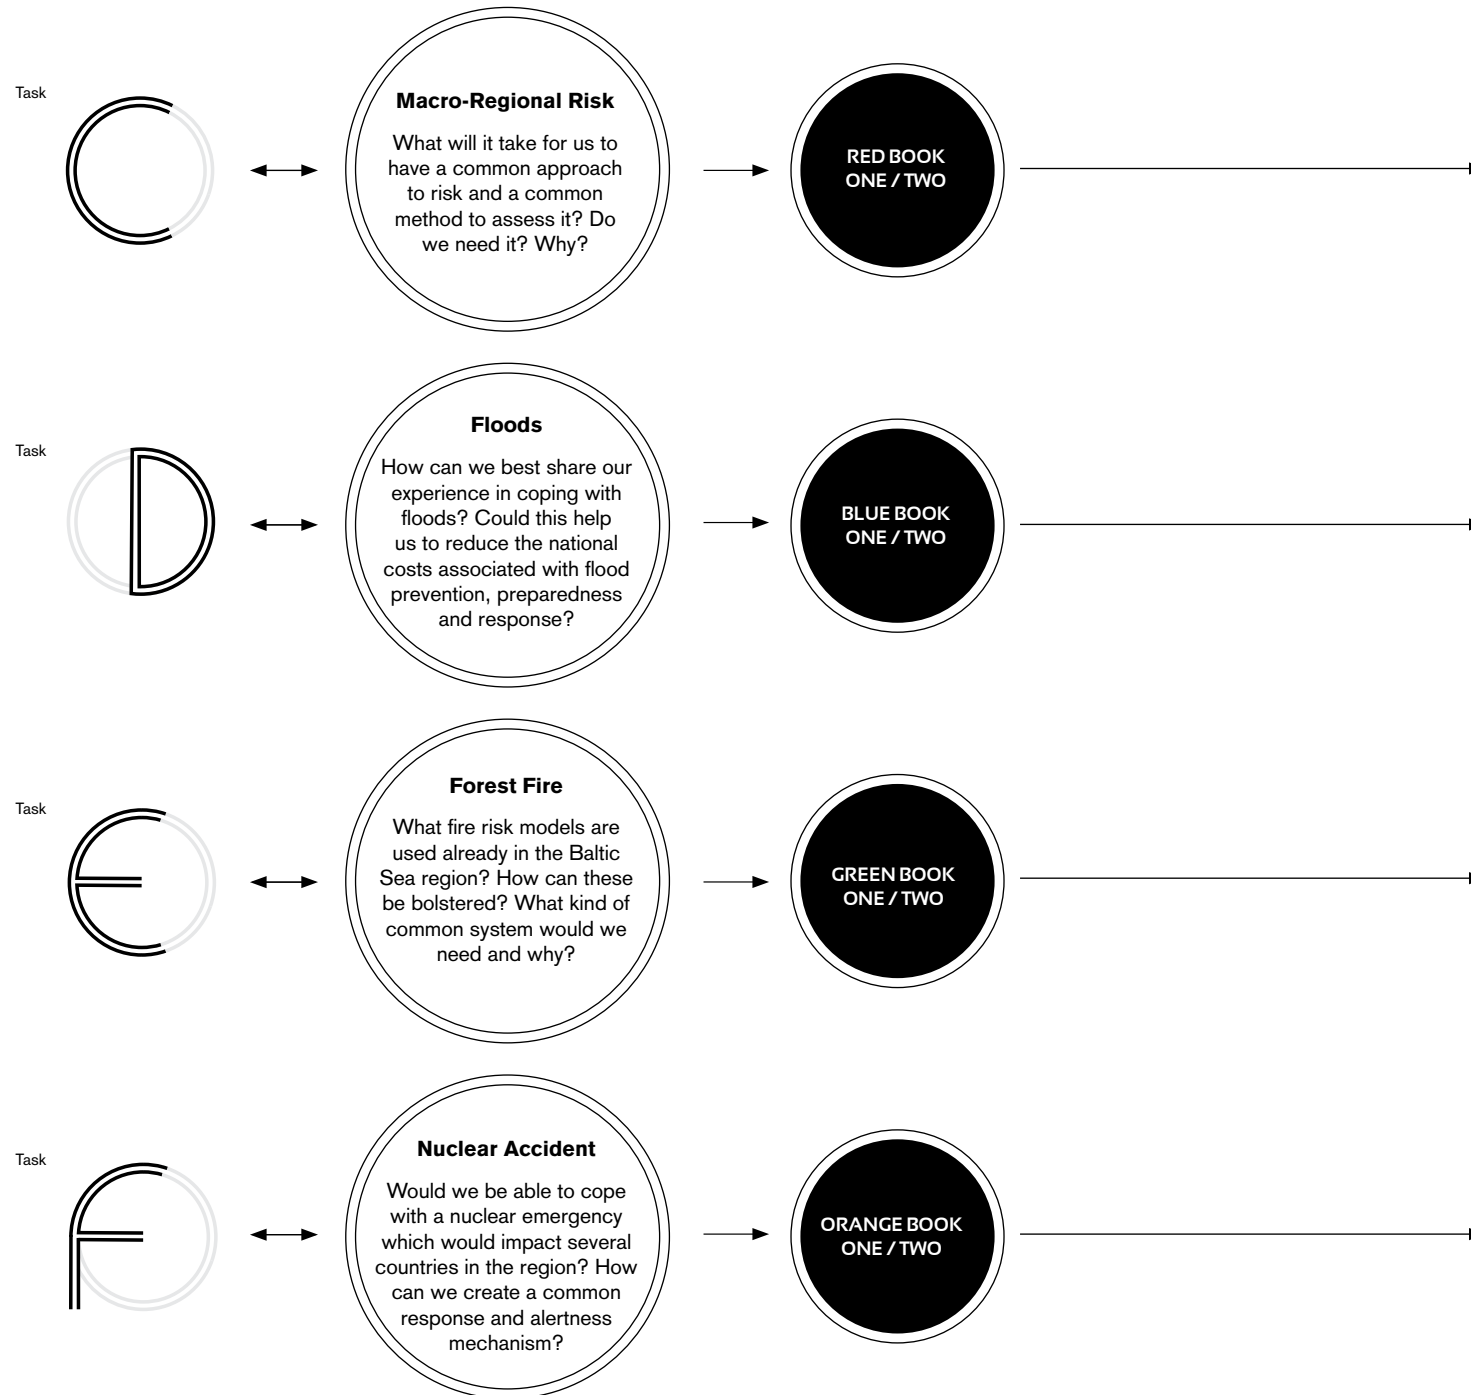 Task
C
Macro-Regional Risk
What will it take for us to
have a common approach
to risk and a common
method to assess it? Do
we need it? Why?
RED BOOK
ONE / TWO
Task
D
Floods
How can we best share our
experience in coping with
floods? Could this help
us to reduce the national
costs associated with flood
prevention, preparedness
and response?
BLUE BOOK
ONE / TWO
Task
e
Forest Fire
What fire risk models are
used already in the Baltic
Sea region? How can these
be bolstered? What kind of
common system would we
need and why?
GREEN BOOK
ONE / TWO
Task
F
Nuclear Accident
Would we be able to cope
with a nuclear emergency
which would impact several
countries in the region? How
can we create a common
response and alertness
mechanism?
ORANGE BOOK
ONE / TWO